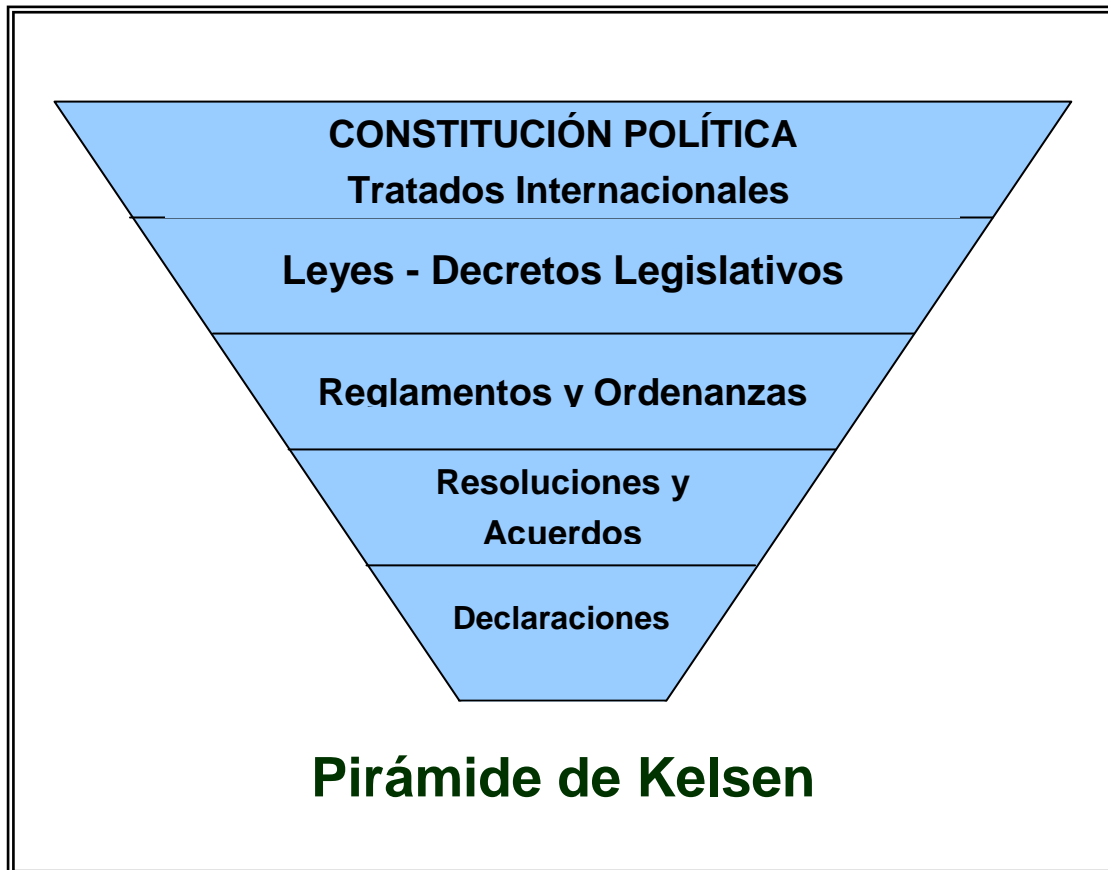 CONSTITUCIÓN POLÍTICA
Tratados Internacionales
Leyes - Decretos Legislativos
Reglamentos y Ordenanzas
Resoluciones y
Acuerdos
Declaraciones
Pirámide de Kelsen